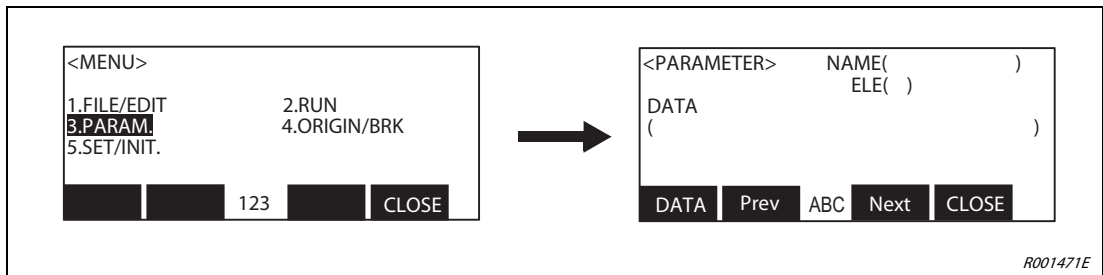 <MENU>
1.FILE/EDIT 2.RUN
3.PARAM. 4.ORIGIN/BRK
5.SET/INIT.
123 CLOSE
<PARAMETER> NAME( )
ELE( )
DATA
( )
DATA Prev ABC Next CLOSE
R001471E